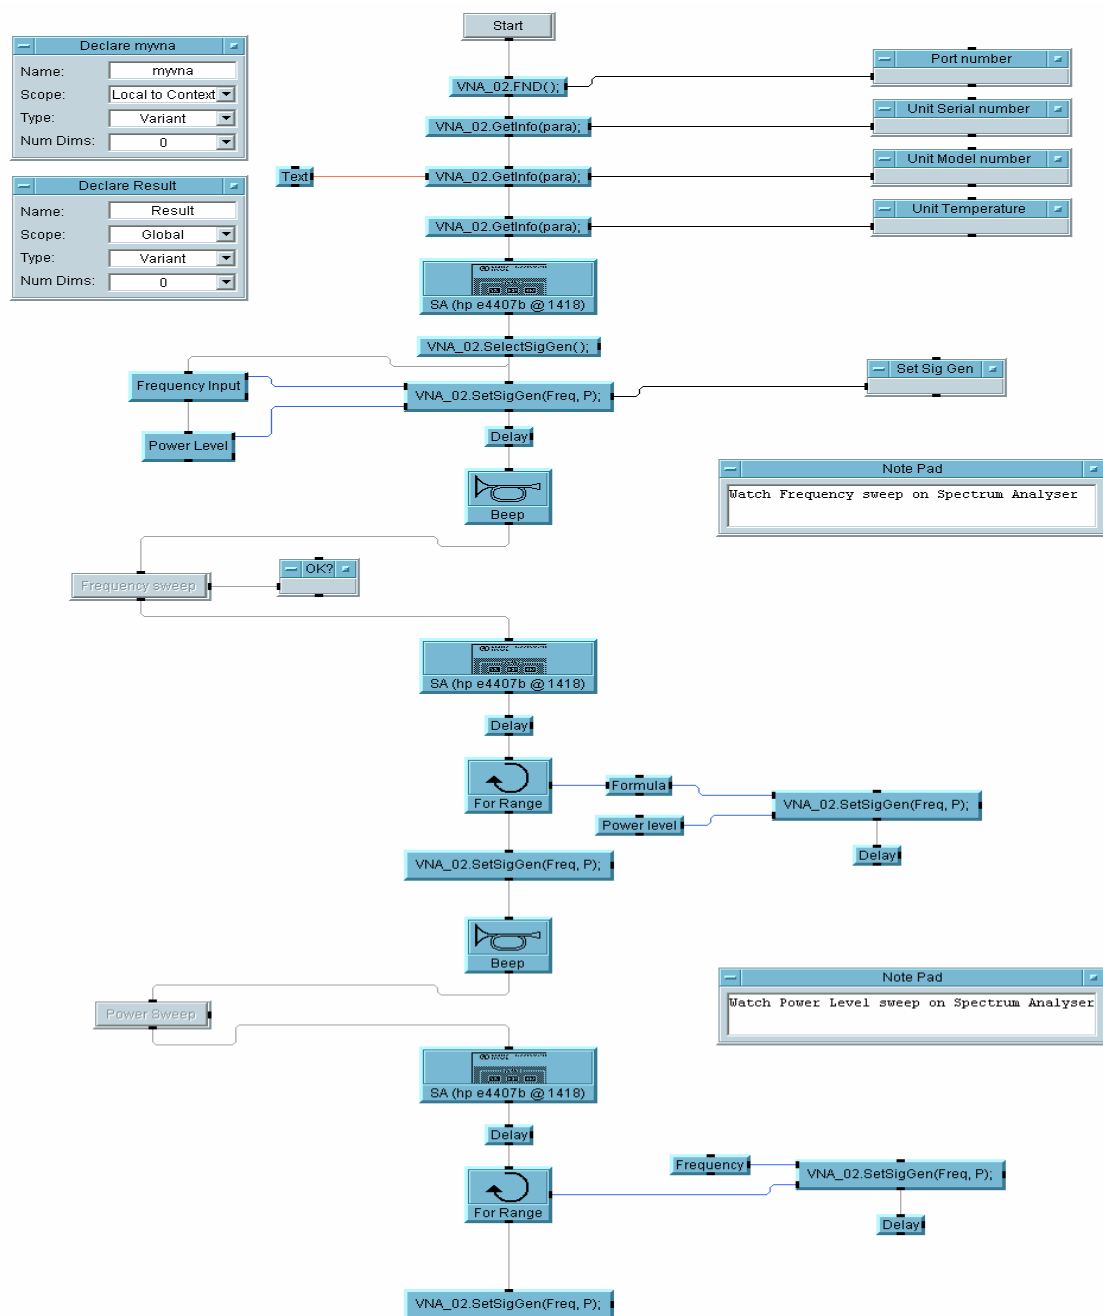 Start
Declare myvna
Name: myvna
Scope: Local to Context
Type: Variant
Num Dims: 0
Port number
VNA_02.FND();
Unit Serial number
VNA_02.GetInfo(para);
Unit Model number
Text
VNA_02.GetInfo(para);
Declare Result
Name: Result
Scope: Global
Type: Variant
Num Dims: 0
Unit Temperature
VNA_02.GetInfo(para);
SA (hp e4407b @ 1418)
VNA_02.SelectSigGen();
Set Sig Gen
Frequency Input
VNA_02.SetSigGen(Freq, P);
Power Level
Delay
Note Pad
Watch Frequency sweep on Spectrum Analyser
Beep
Frequency sweep
OK?
SA (hp e4407b @ 1418)
Delay
For Range
Formula
VNA_02.SetSigGen(Freq, P);
Power level
Delay
VNA_02.SetSigGen(Freq, P);
Beep
Note Pad
Watch Power Level sweep on Spectrum Analyser
Power Sweep
SA (hp e4407b @ 1418)
Delay
Frequency
VNA_02.SetSigGen(Freq, P);
For Range
Delay
VNA_02.SetSigGen(Freq, P);